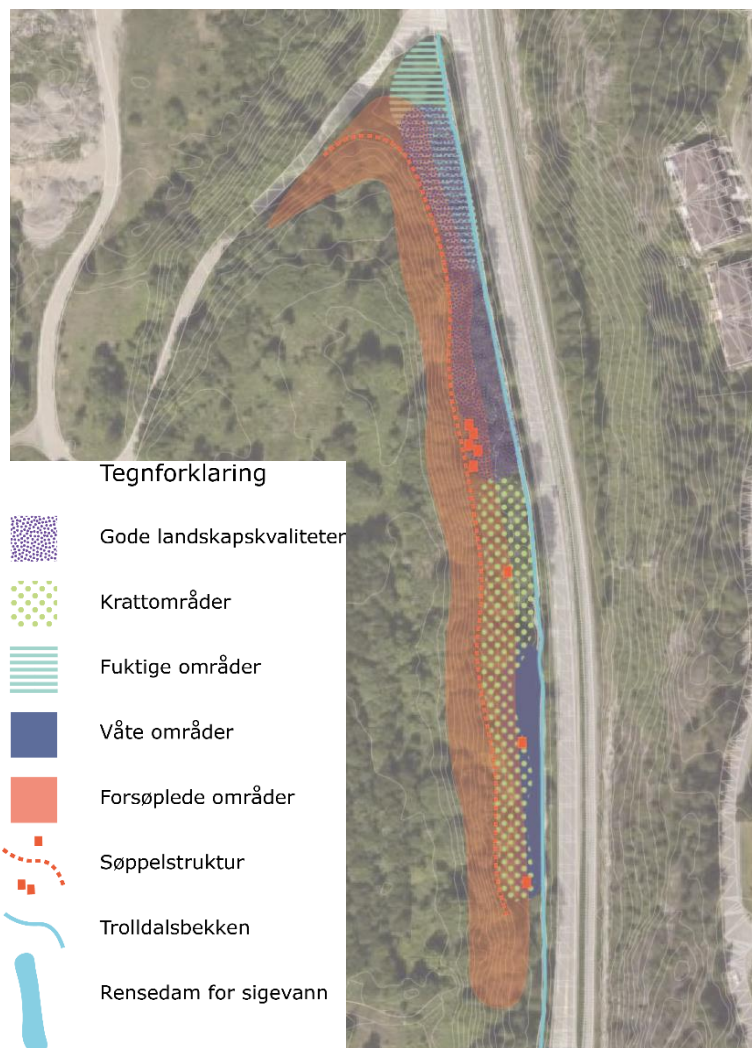 Tegnforklaring
Gode landskapskvaliteter
Krattområder
Fuktige områder
Våte områder
Forsøplede områder
Søppelstruktur
Trolldalsbekken
Rensedam for sigevann